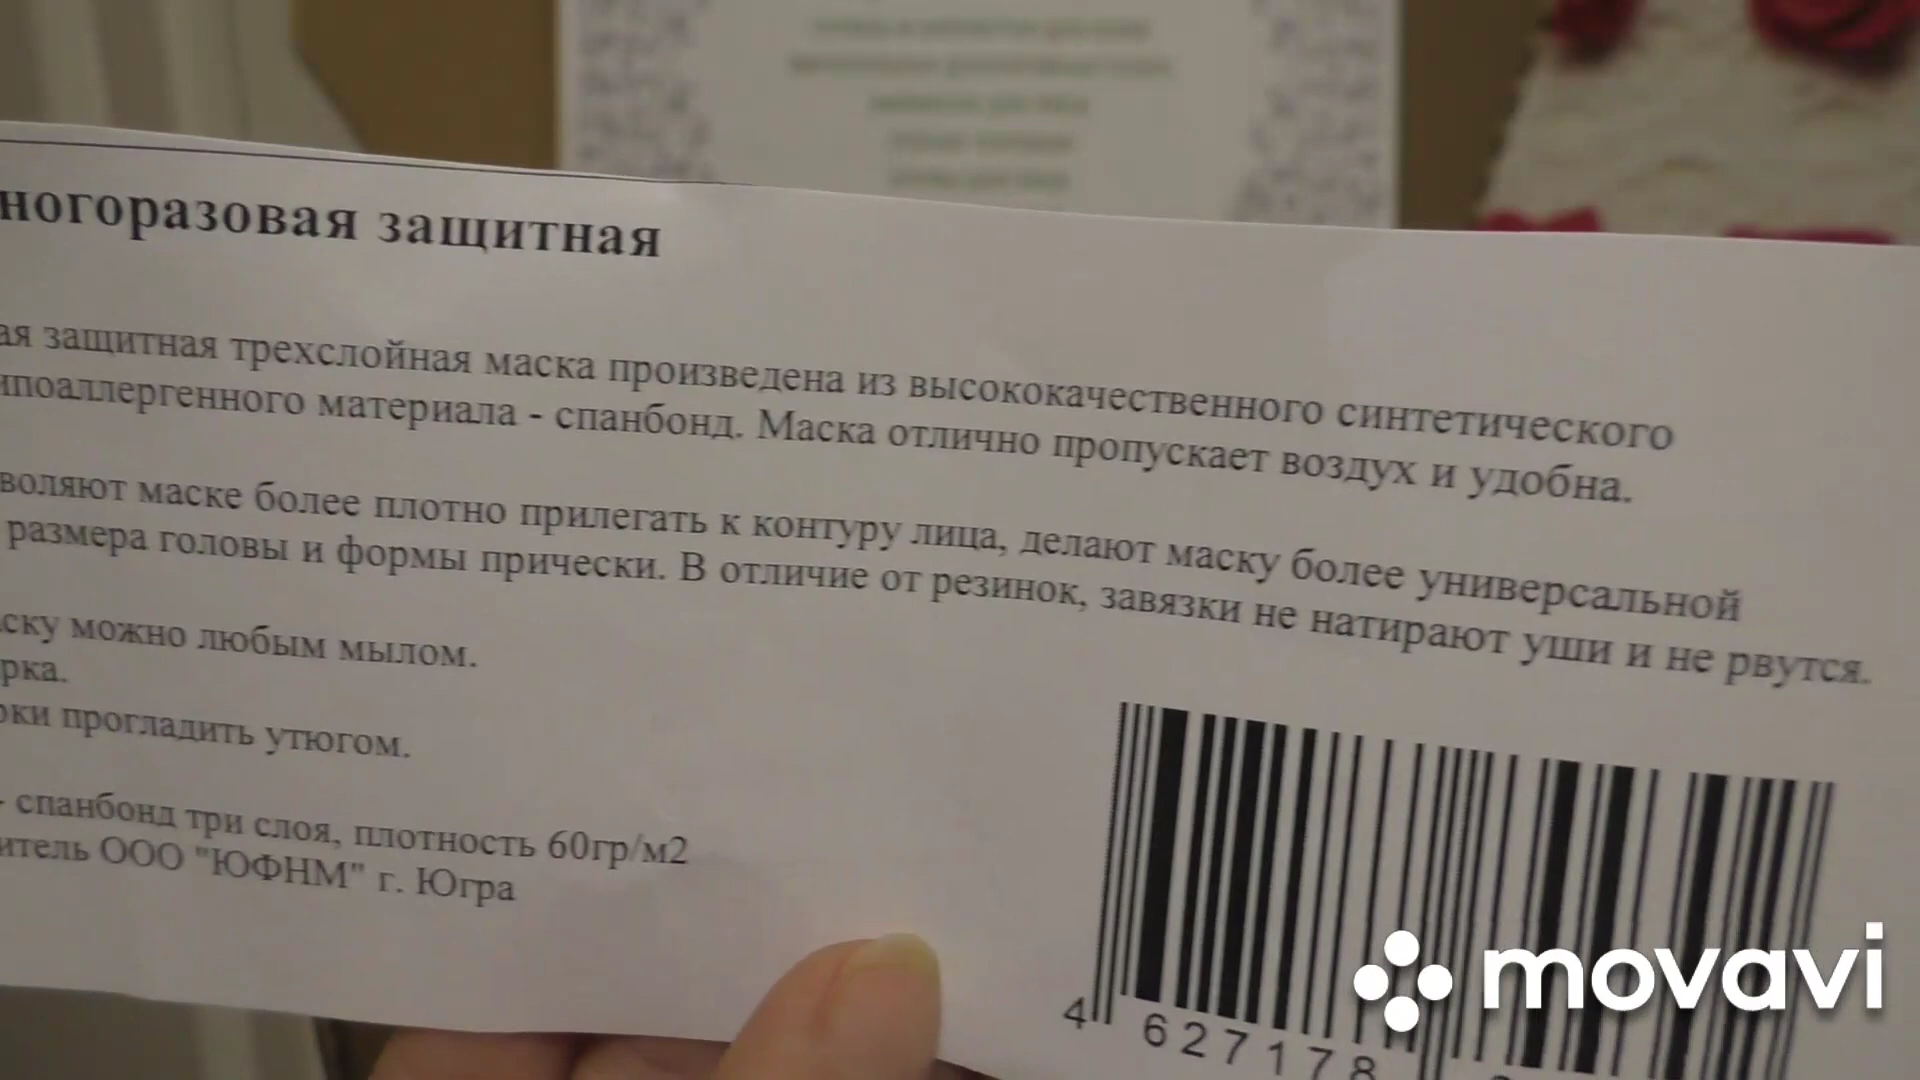 ногоразовая защитная
ая защитная трехслойная маска произведена из высококачественного синтетического
ипоаллергенного материала - спанбонд. Маска отлично пропускает воздух и удобна.
воляют маске более плотно прилегать к контуру лица, делают маску более универсальной
размера головы и формы прически. В отличие от резинок, завязки не натирают уши и не рвутся.
ску можно любым мылом.
рка.
рки прогладить утюгом.
- спанбонд три слоя, плотность 60гр/м2
итель ООО "ЮФНМ" г. Югра
4 627178
movavi